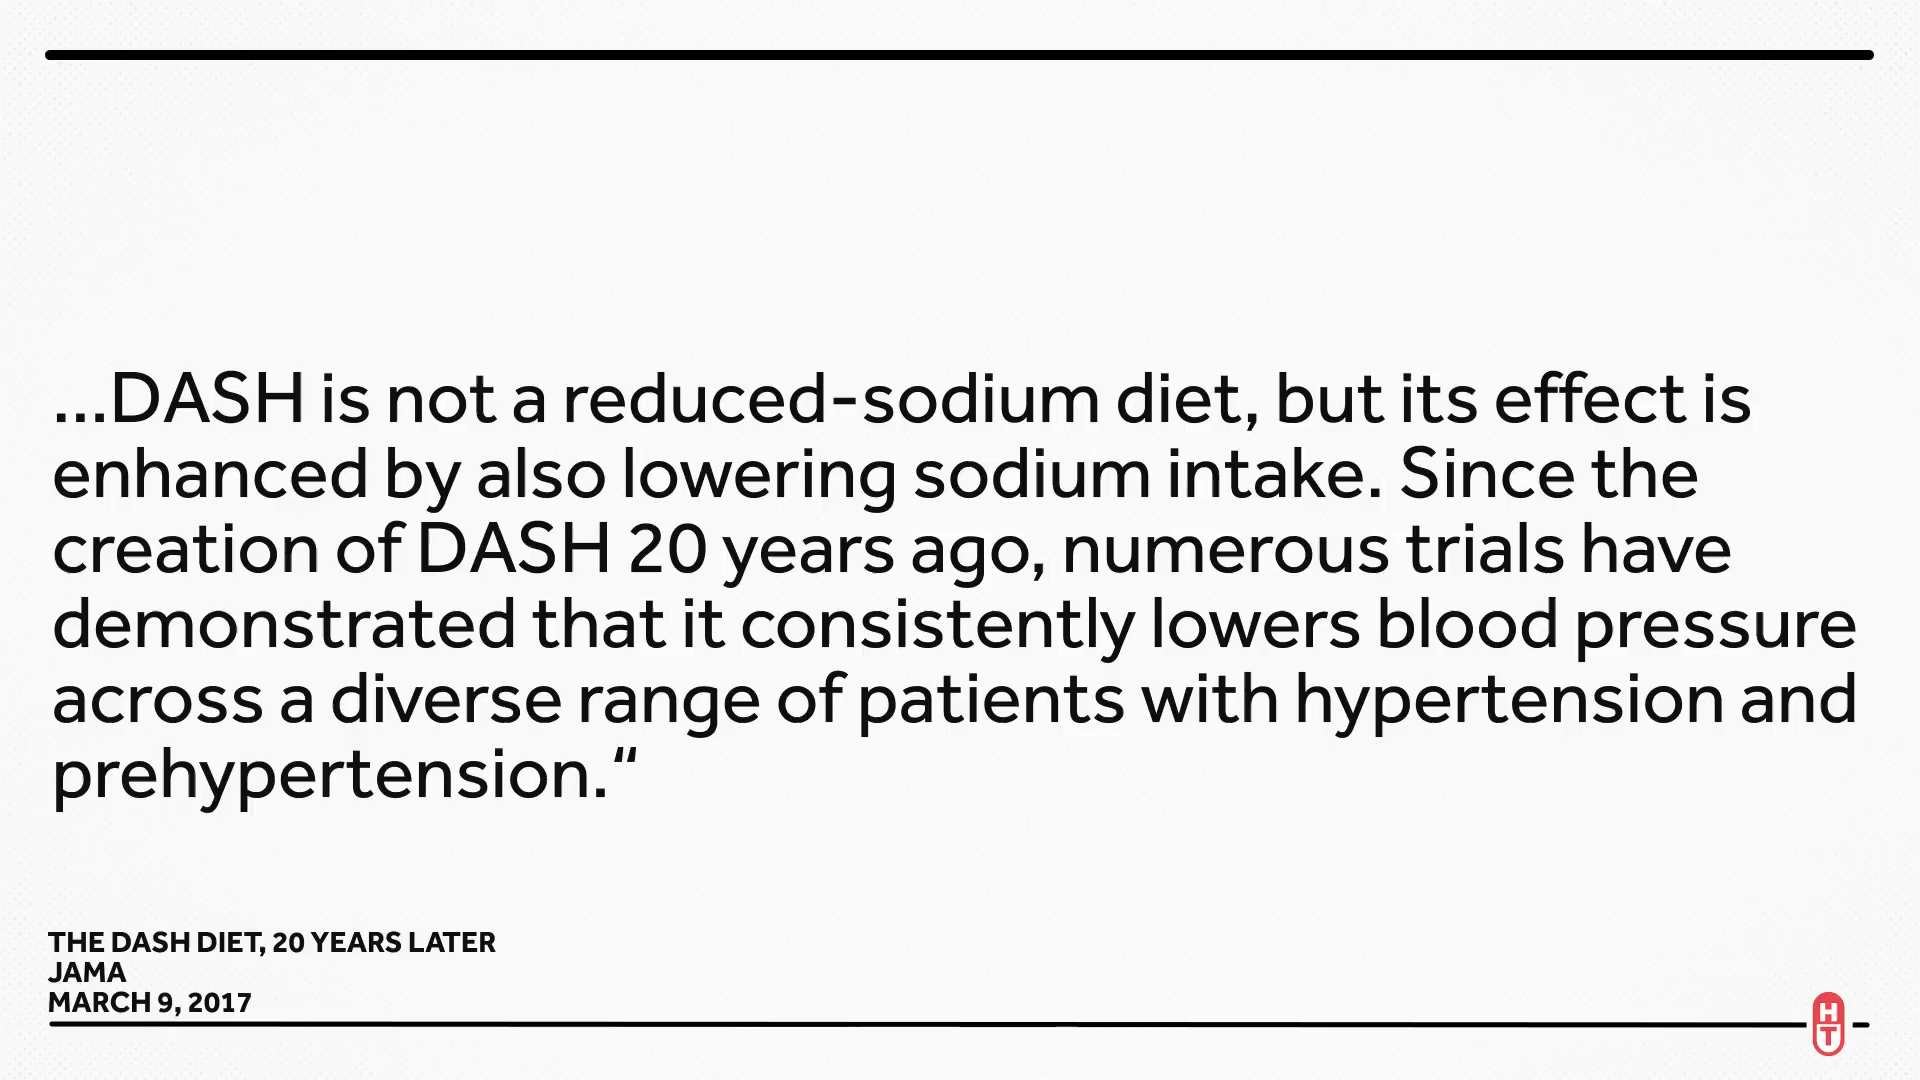 ...DASH is not a reduced-sodium diet, but its effect is
enhanced by also lowering sodium intake. Since the
creation of DASH 20 years ago, numerous trials have
demonstrated that it consistently lowers blood pressure
across a diverse range of patients with hypertension and
prehypertension.“
THE DASH DIET, 20 YEARS LATER
JAMA
MARCH 9, 2017
H
T